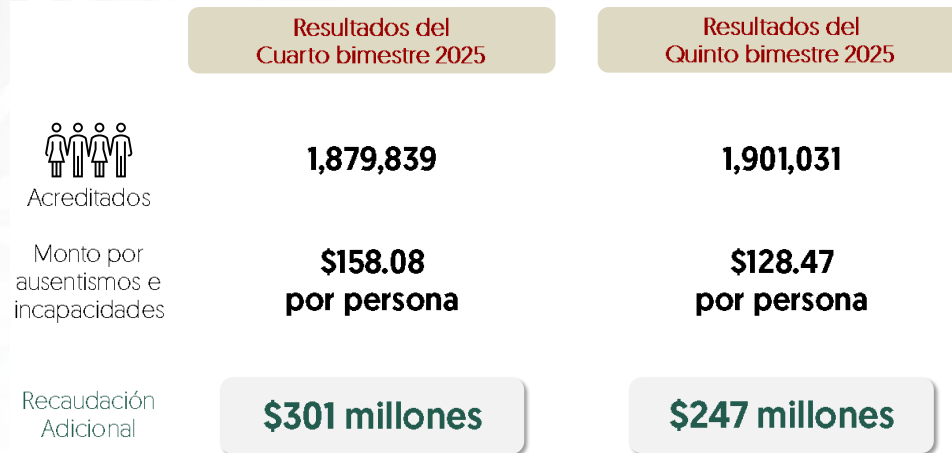 Resultados del
Cuarto bimestre 2025
Resultados del
Quinto bimestre 2025
Acreditados
1,879,839
1,901,031
Monto por
ausentismos e
incapacidades
$158.08
por persona
$128.47
por persona
Recaudación
Adicional
$301 millones
$247 millones